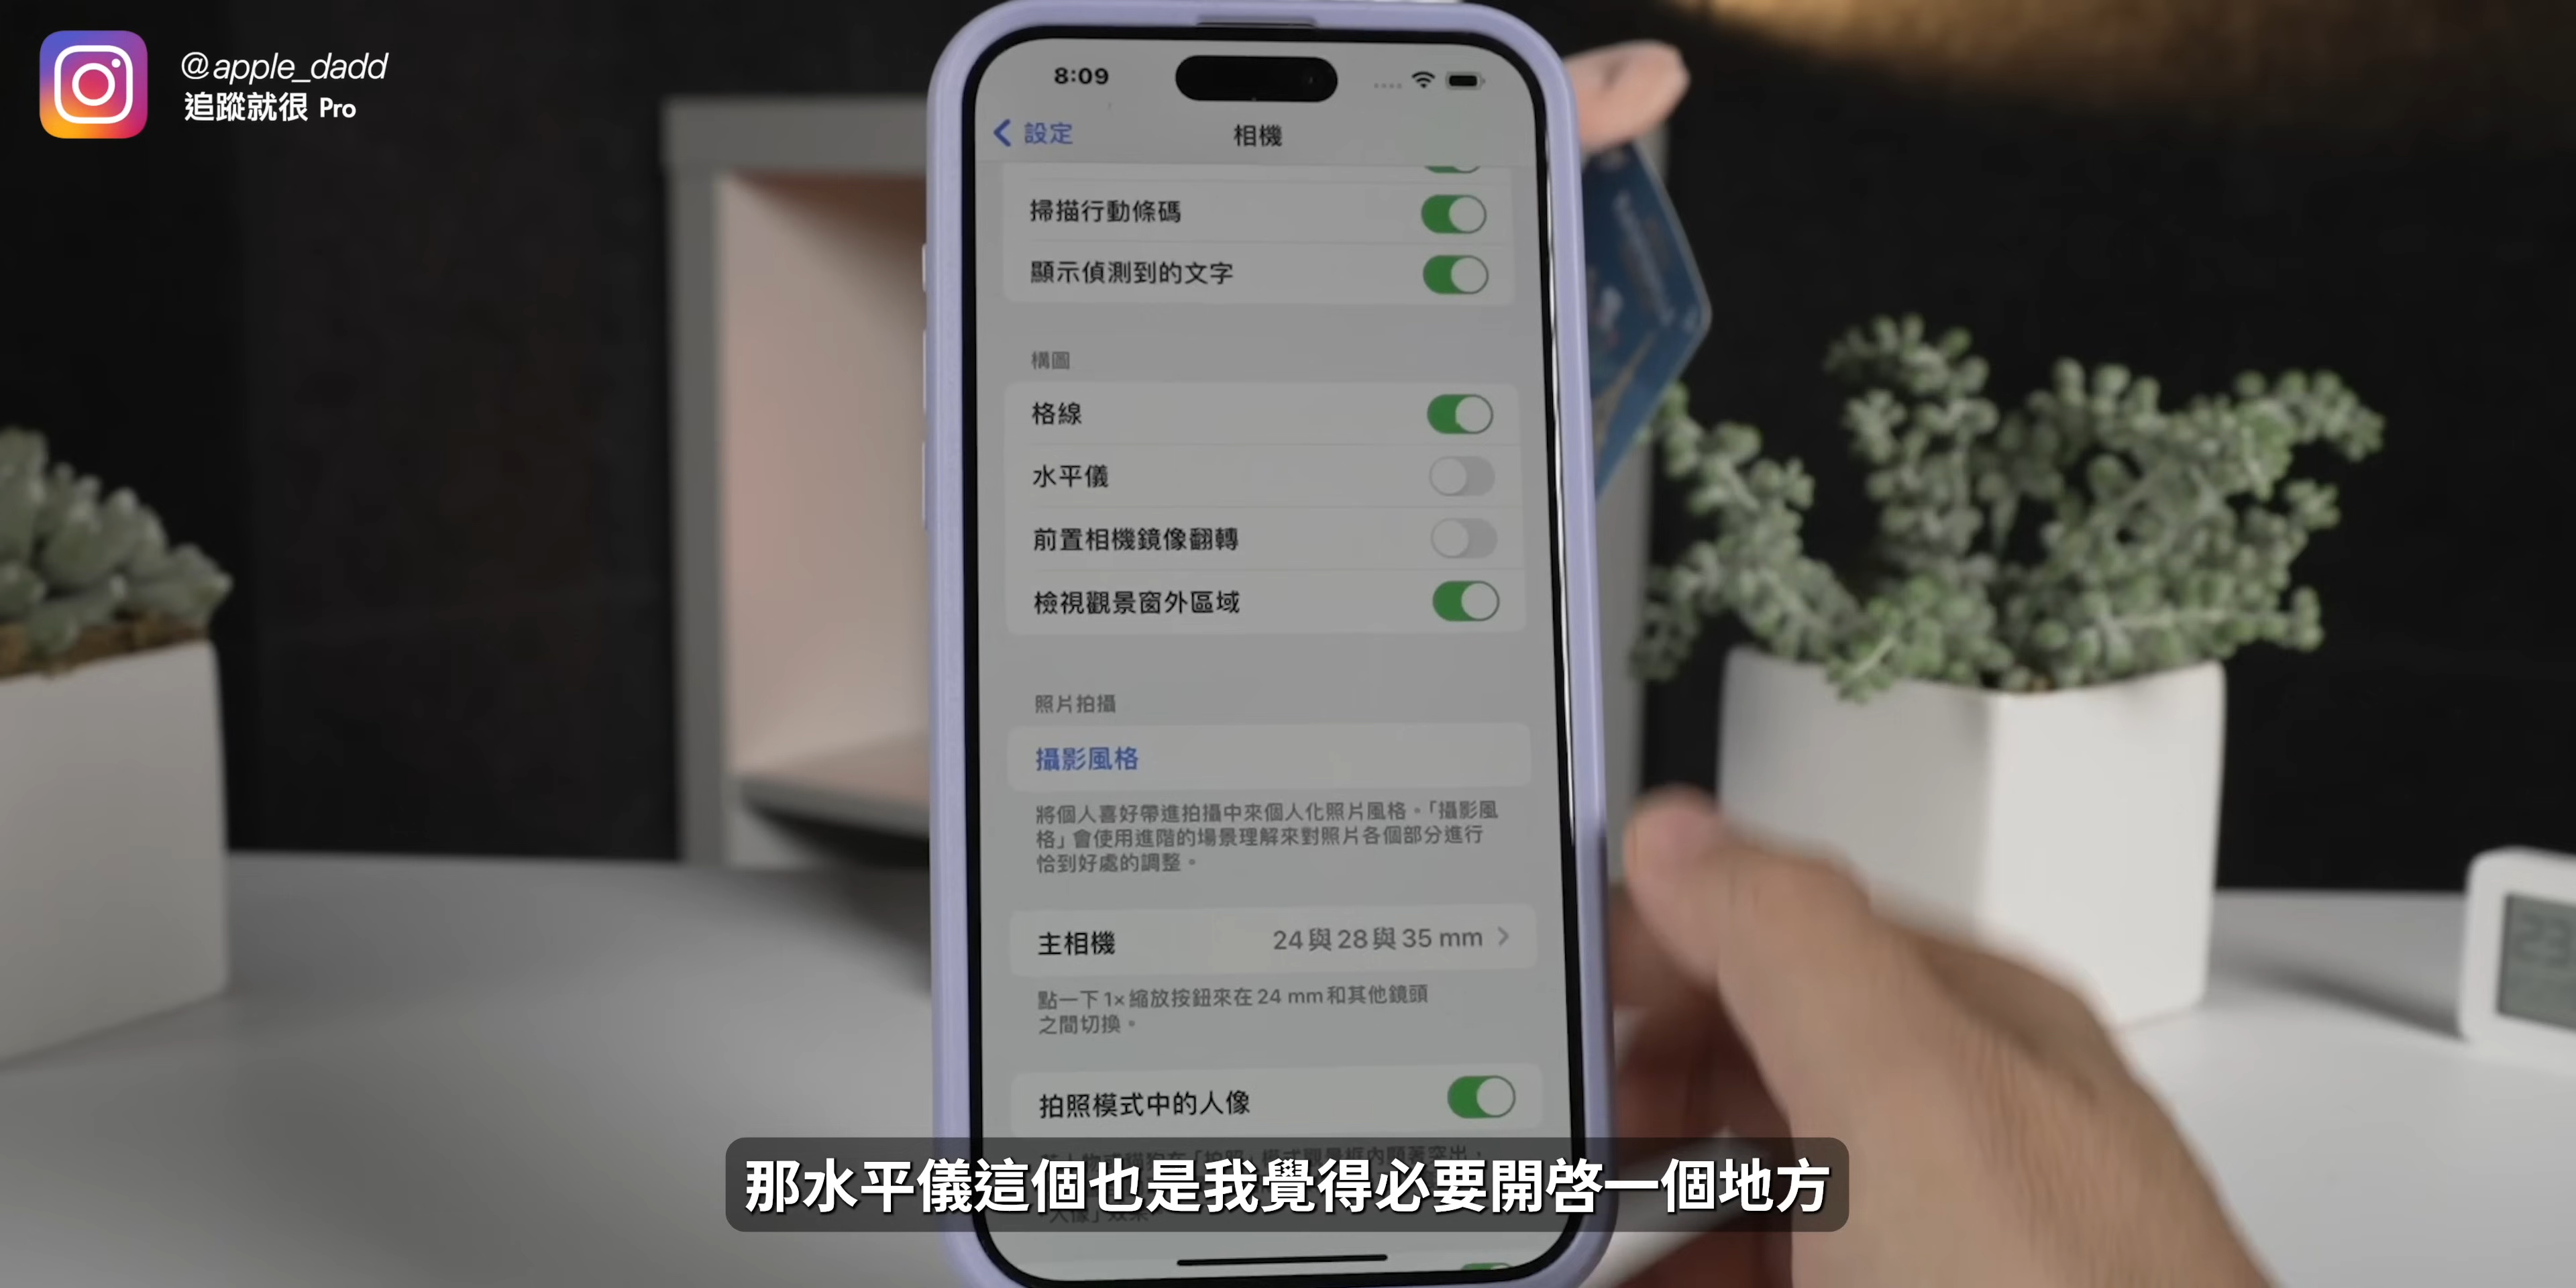 @apple_dadd
追蹤就很 Pro
8:09
設定
相機
掃描行動條碼
顯示偵測到的文字
構圖
格線
水平儀
前置相機鏡像翻轉
檢視觀景窗外區域
照片拍攝
攝影風格
將個人喜好帶進拍攝中來個人化照片風格。「攝影風
格」會使用進階的場景理解來對照片各個部分進行
恰到好處的調整。
主相機
24 與 28 與 35 mm
點一下 1× 縮放按鈕來在 24 mm 和其他鏡頭
之間切換。
拍照模式中的人像
那水平儀這個也是我覺得必要開啓一個地方
23